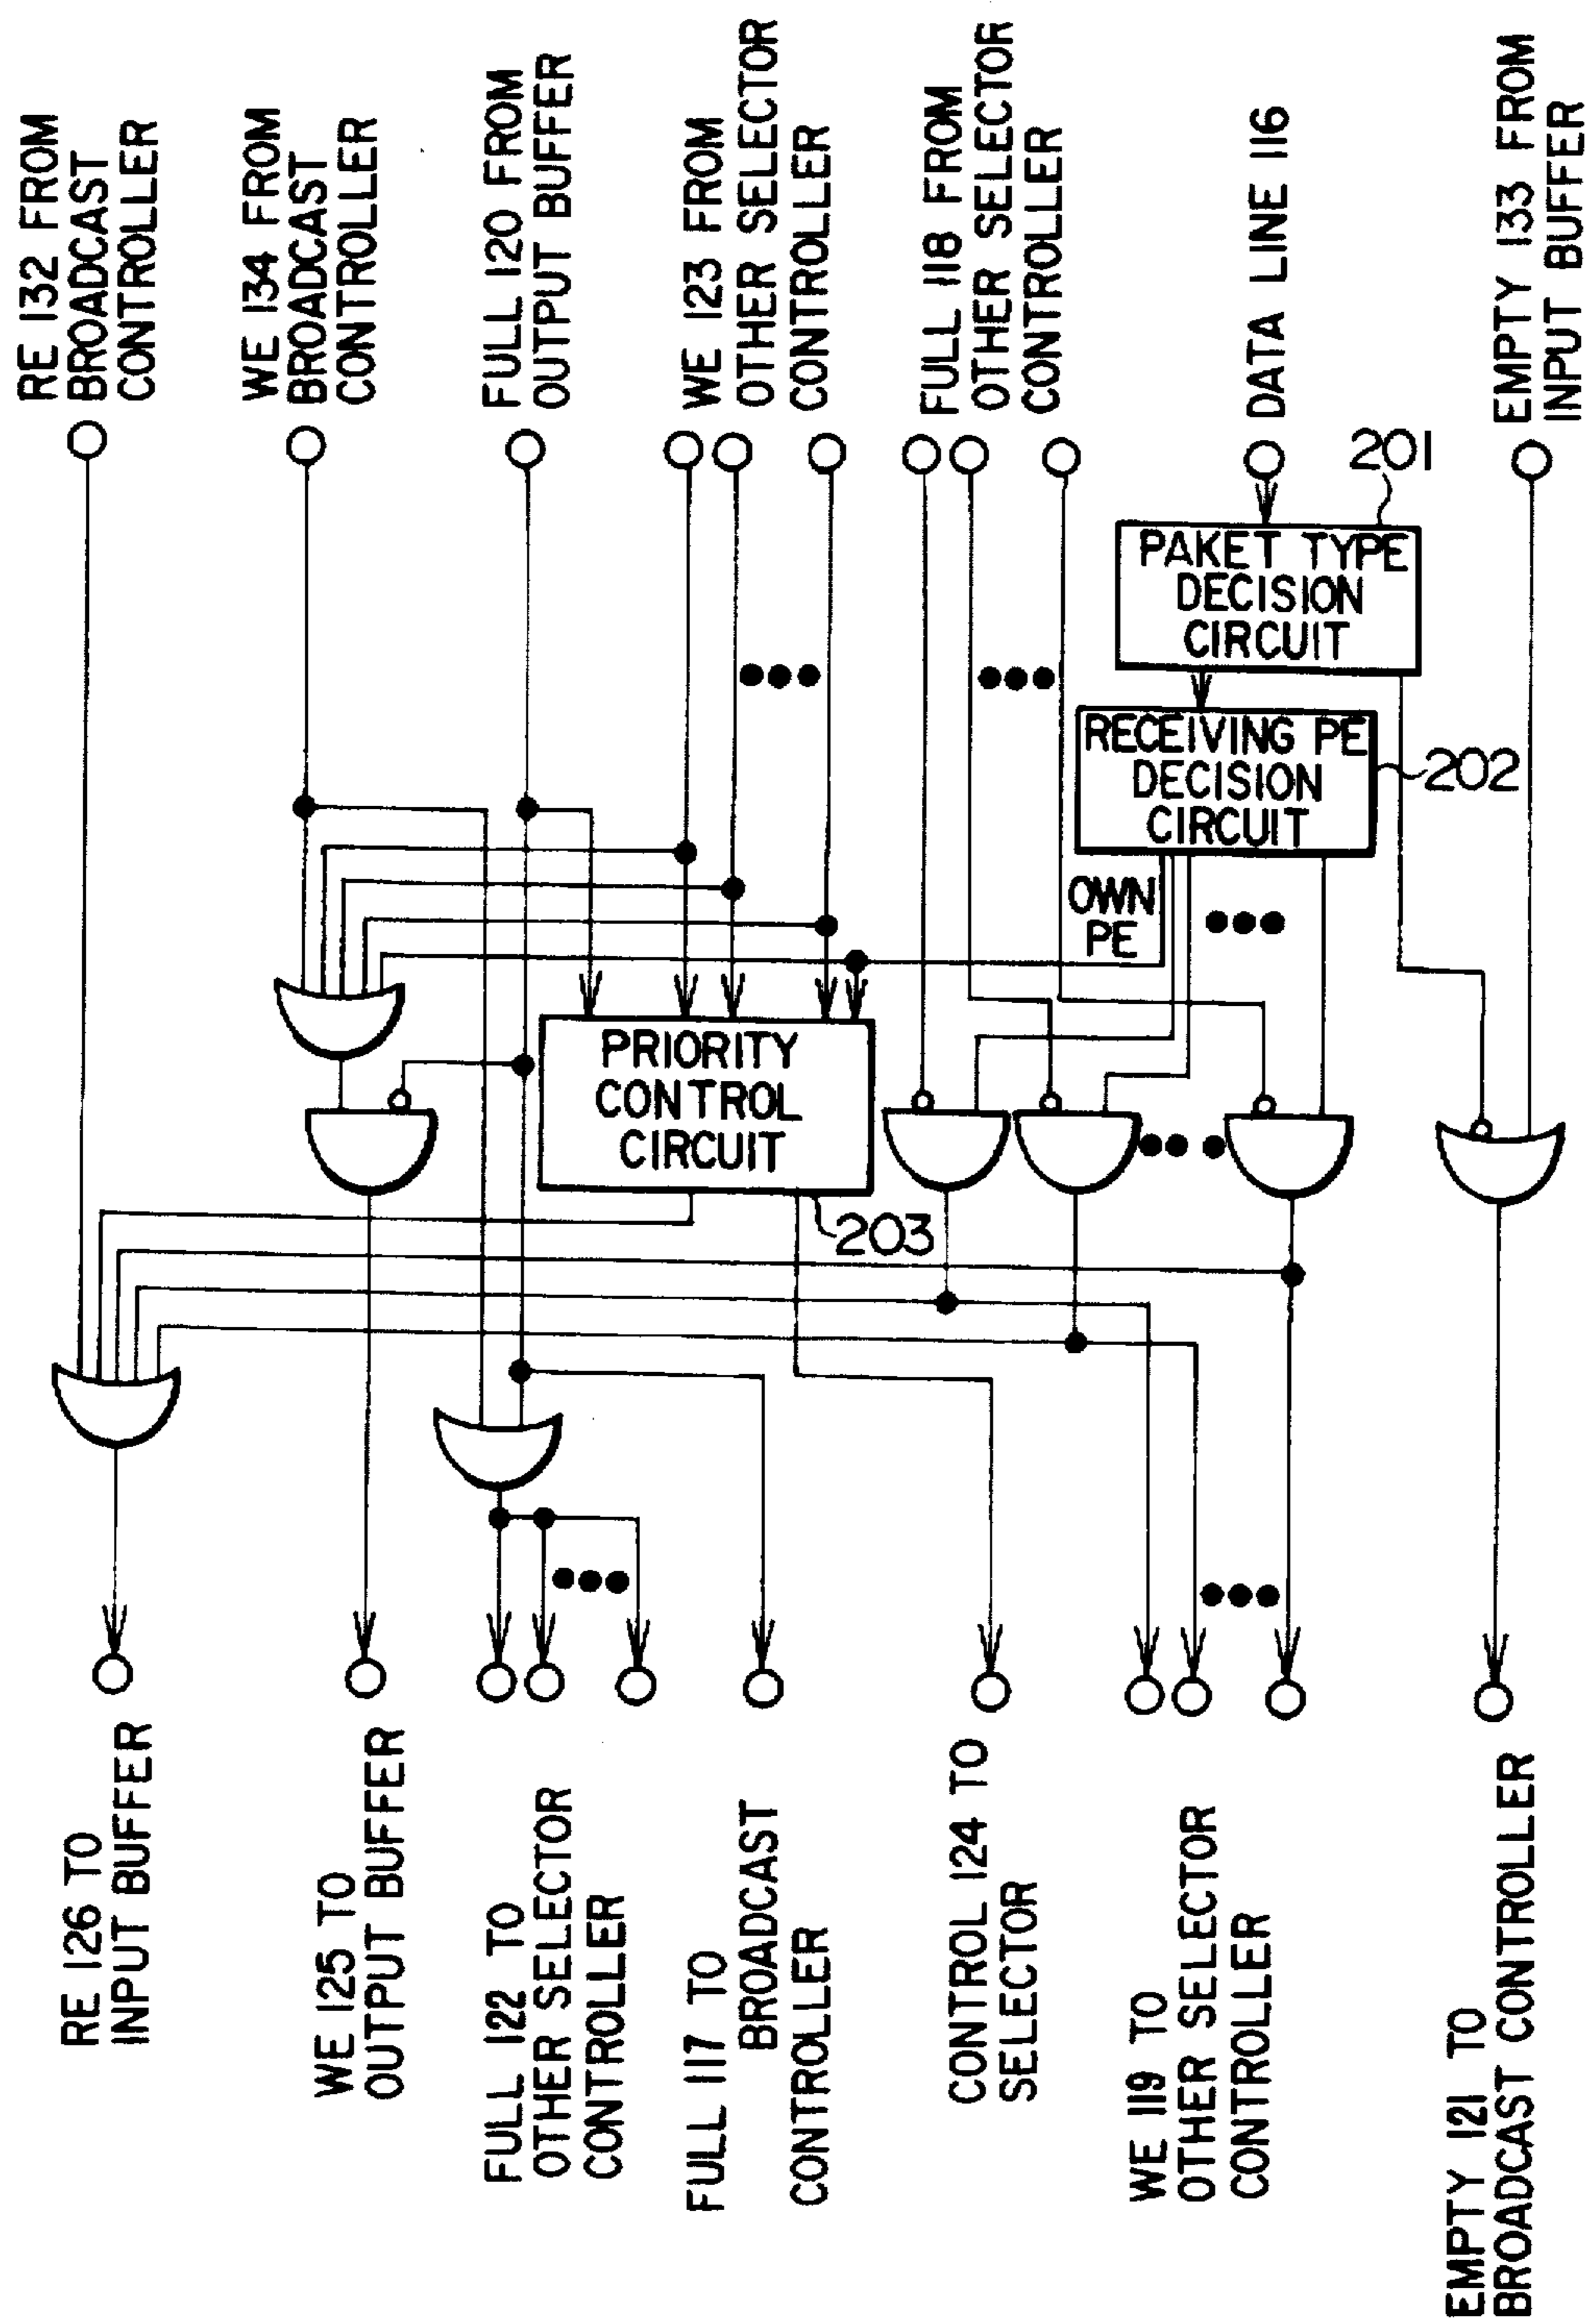 RE 132 FROM
BROADCAST
CONTROLLER
WE 134 FROM
BROADCAST
CONTROLLER
FULL 120 FROM
OUTPUT BUFFER
WE 123 FROM
OTHER SELECTOR
CONTROLLER
FULL 118 FROM
OTHER SELECTOR
CONTROLLER
DATA LINE 116
EMPTY 133 FROM
INPUT BUFFER
201
PAKET TYPE
DECISION
CIRCUIT
RECEIVING PE
DECISION
CIRCUIT
202
OWN
PE
PRIORITY
CONTROL
CIRCUIT
203
RE 126 TO
INPUT BUFFER
WE 125 TO
OUTPUT BUFFER
FULL 122 TO
OTHER SELECTOR
CONTROLLER
FULL 117 TO
BROADCAST
CONTROLLER
CONTROL 124 TO
SELECTOR
WE 119 TO
OTHER SELECTOR
CONTROLLER
EMPTY 121 TO
BROADCAST CONTROLLER